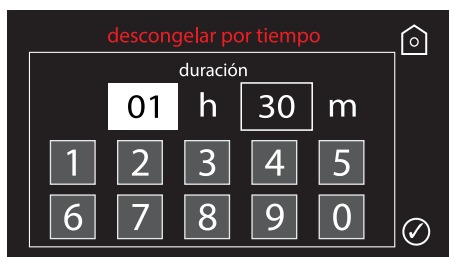 descongelar por tiempo
duración
01 h 30 m
1 2 3 4 5
6 7 8 9 0